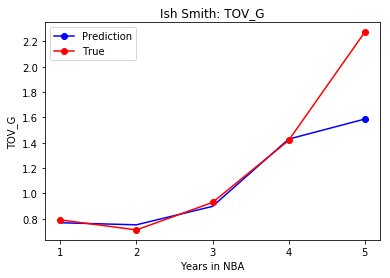 Ish Smith: TOV_G
Prediction
True
TOV_G
2.2
2.0
1.8
1.6
1.4
1.2
1.0
0.8
1 2 3 4 5
Years in NBA